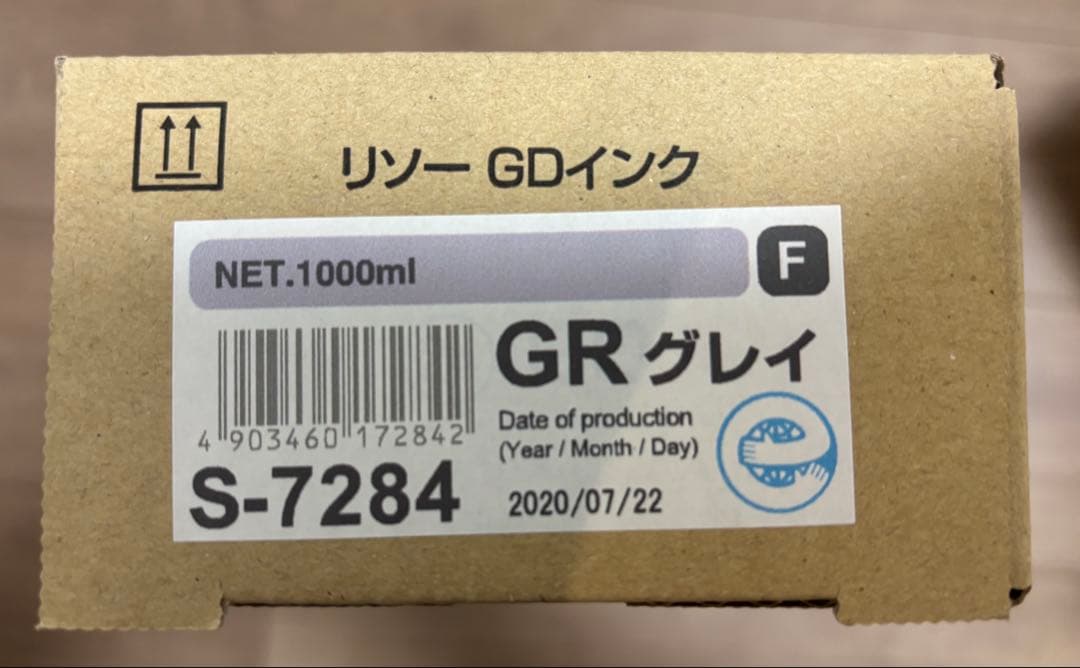 リソー GDインク
NET.1000ml
F
GR グレイ
4 903460 172842
Date of production
(Year / Month / Day)
S-7284
2020/07/22